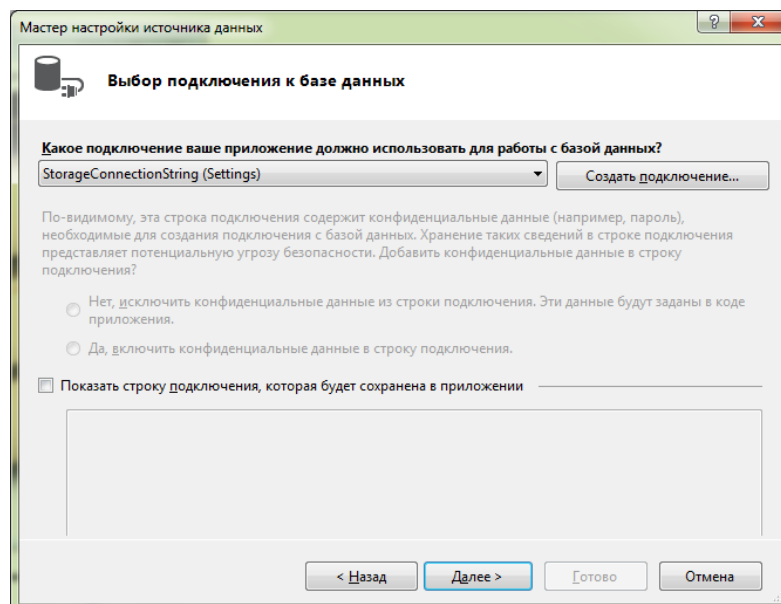 Мастер настройки источника данных
Выбор подключения к базе данных
Какое подключение ваше приложение должно использовать для работы с базой данных?
StorageConnectionString (Settings)
Создать подключение...
По-видимому, эта строка подключения содержит конфиденциальные данные (например, пароль),
необходимые для создания подключения с базой данных. Хранение таких сведений в строке подключения
представляет потенциальную угрозу безопасности. Добавить конфиденциальные данные в строку
подключения?
Нет, исключить конфиденциальные данные из строки подключения. Эти данные будут заданы в коде
приложения.
Да, включить конфиденциальные данные в строку подключения.
Показать строку подключения, которая будет сохранена в приложении
< Назад
Далее >
Готово
Отмена